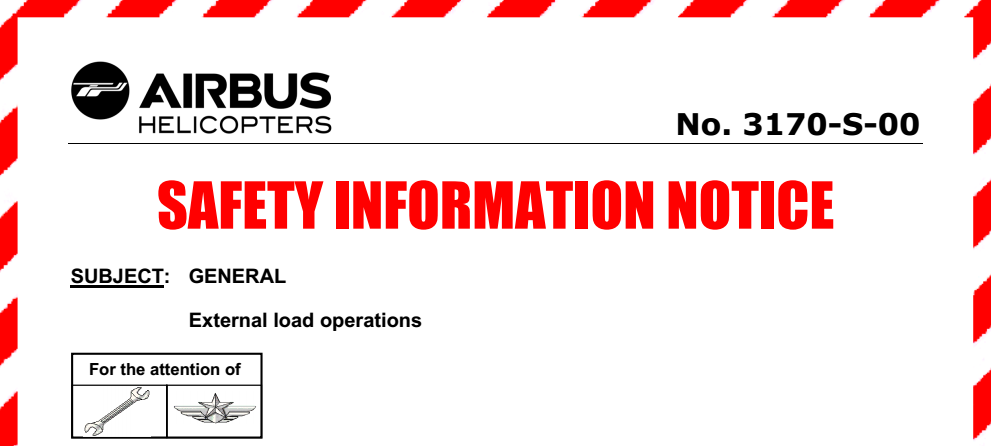 AIRBUS
HELICOPTERS
No. 3170-S-00
SAFETY INFORMATION NOTICE
SUBJECT: GENERAL
External load operations
For the attention of